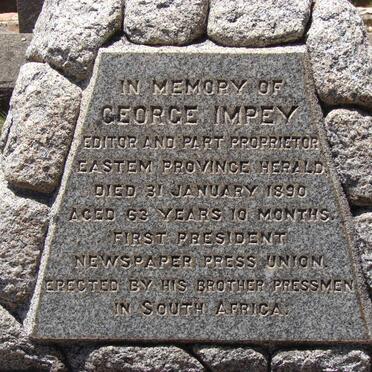 IN MEMORY OF
GEORGE IMPEY
EDITOR AND PART PROPRIETOR
EASTEM PROVINCE HERALD.
DIED 31 JANUARY 1890
AGED 63 YEARS 10 MONTHS.
FIRST PRESIDENT
NEWSPAPER PRESS UNION.
ERECTED BY HIS BROTHER PRESSMEN
IN SOUTH AFRICA.